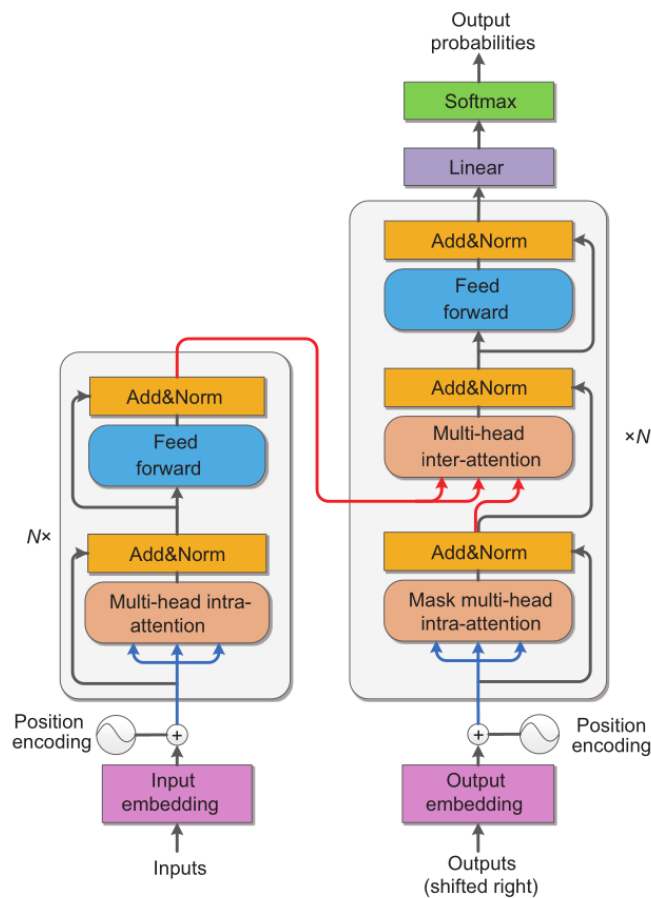 Output
probabilities
Softmax
Linear
Add&Norm
Feed
forward
Add&Norm
Multi-head
inter-attention
×N
Add&Norm
Mask multi-head
intra-attention
Add&Norm
Feed
forward
N×
Add&Norm
Multi-head intra-
attention
Position
encoding
+
Input
embedding
Inputs
+
Position
encoding
Output
embedding
Outputs
(shifted right)